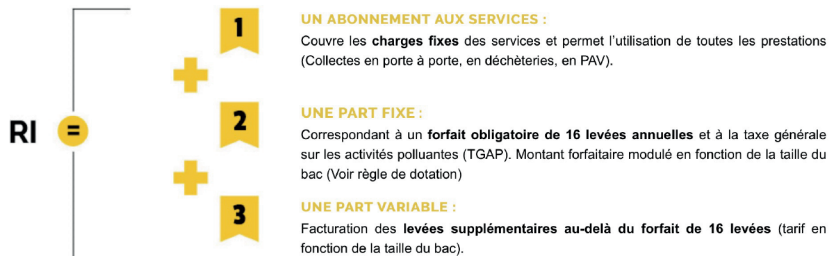 RI =
1
UN ABONNEMENT AUX SERVICES :
Couvre les charges fixes des services et permet l'utilisation de toutes les prestations
(Collectes en porte à porte, en déchèteries, en PAV).
+
2
UNE PART FIXE :
Correspondant à un forfait obligatoire de 16 levées annuelles et à la taxe générale
sur les activités polluantes (TGAP). Montant forfaitaire modulé en fonction de la taille du
bac (Voir règle de dotation)
+
3
UNE PART VARIABLE :
Facturation des levées supplémentaires au-delà du forfait de 16 levées (tarif en
fonction de la taille du bac).